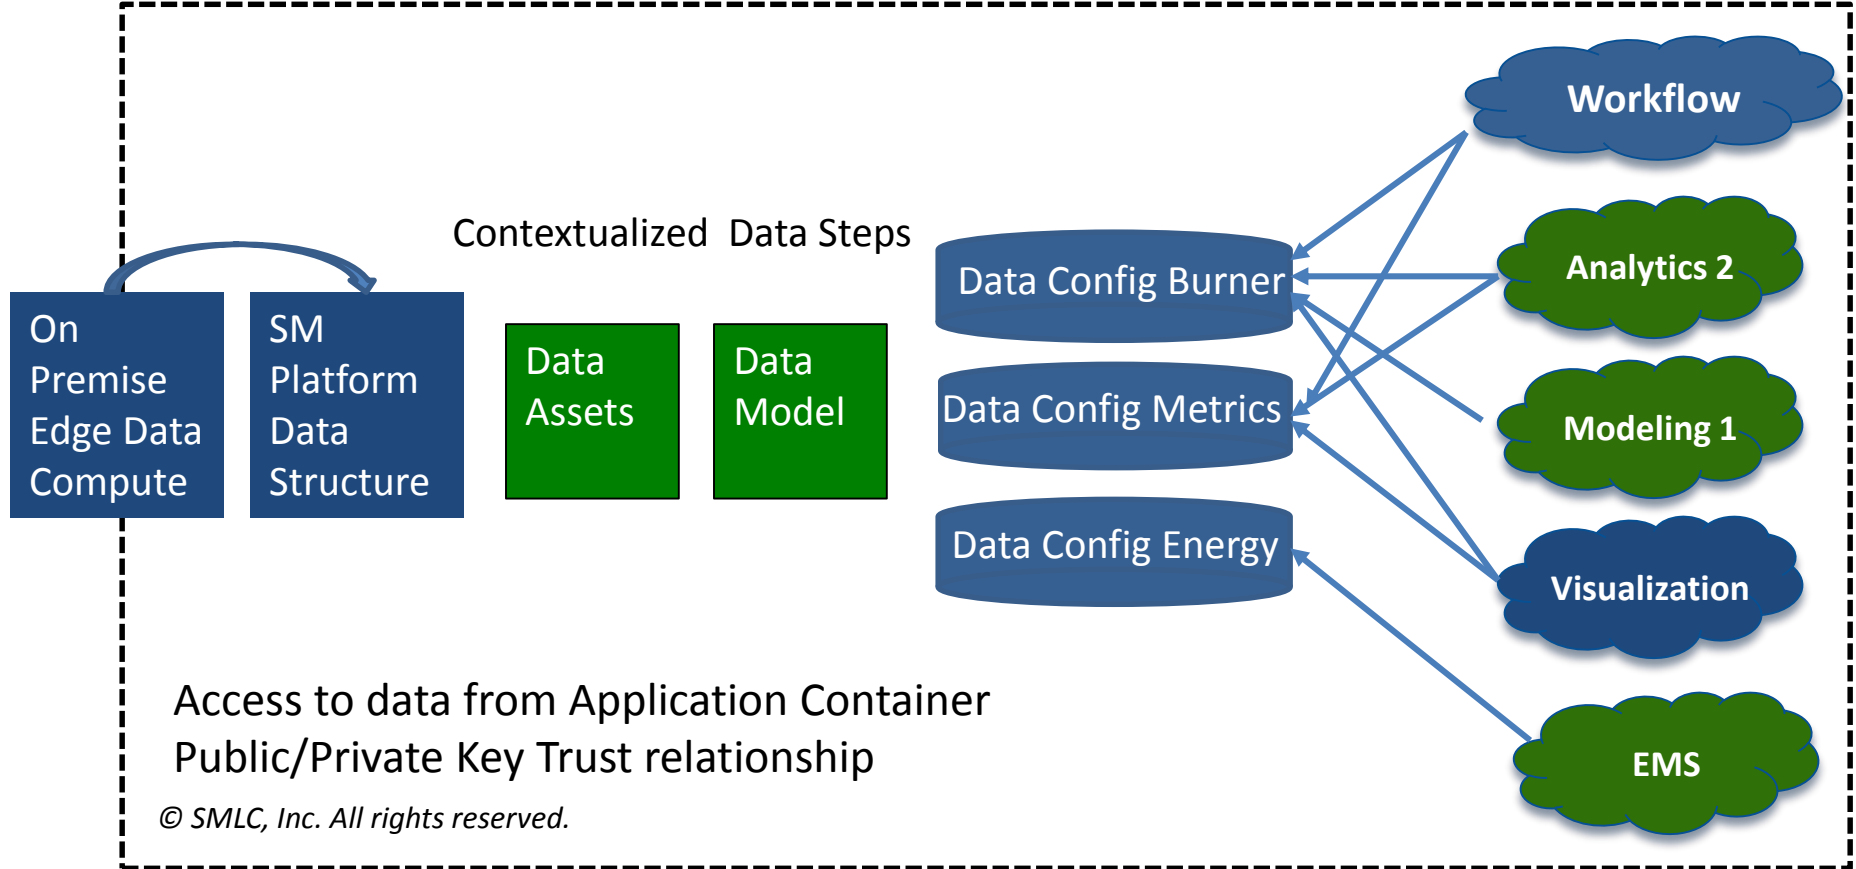 Workflow
Contextualized  Data Steps
Analytics 2
Data Config Burner
On
Premise
Edge Data
Compute
SM
Platform
Data
Structure
Data
Assets
Data
Model
Data Config Metrics
Modeling 1
Data Config Energy
Visualization
Access to data from Application Container
Public/Private Key Trust relationship
EMS
© SMLC, Inc. All rights reserved.